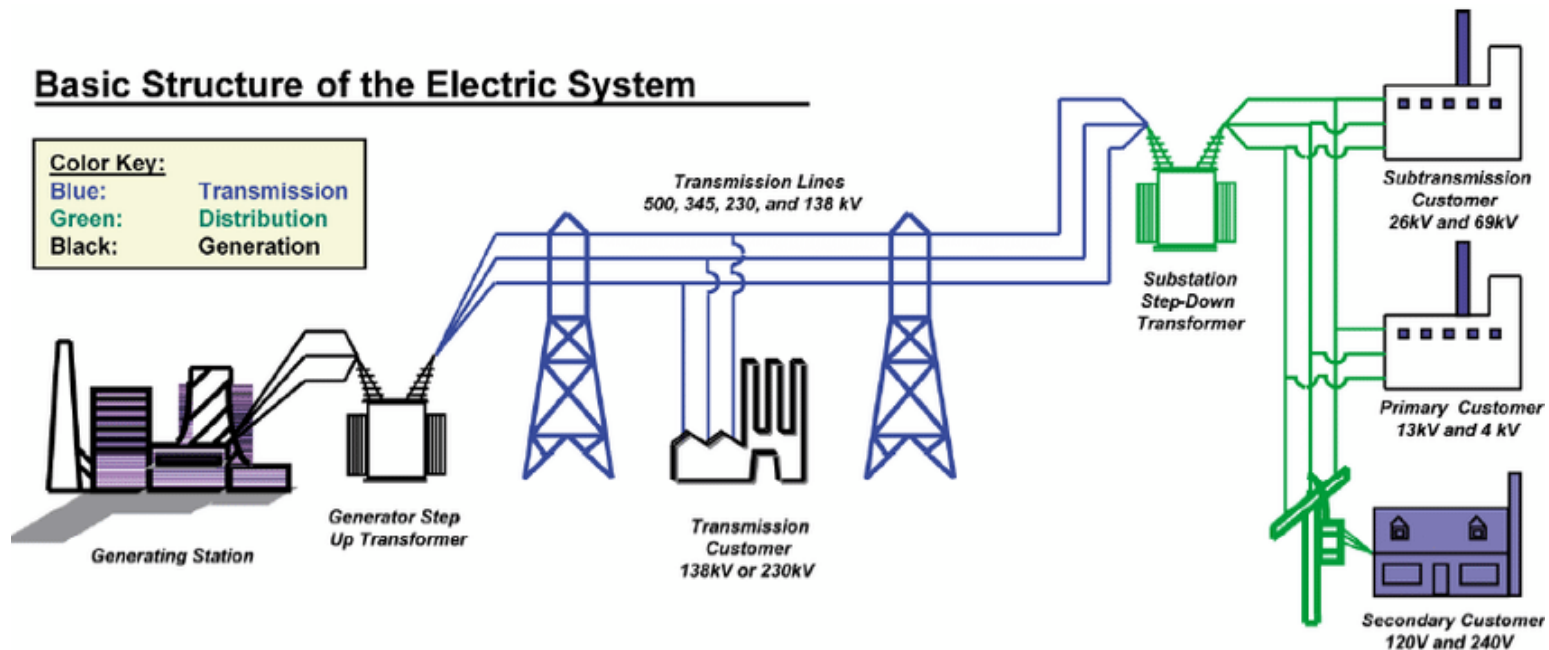 Basic Structure of the Electric System
Color Key:
Blue: Transmission
Green: Distribution
Black: Generation
Transmission Lines
500, 345, 230, and 138 kV
Generating Station
Generator Step
Up Transformer
Transmission
Customer
138kV or 230kV
Substation
Step-Down
Transformer
Subtransmission
Customer
26kV and 69kV
Primary Customer
13kV and 4 kV
Secondary Customer
120V and 240V